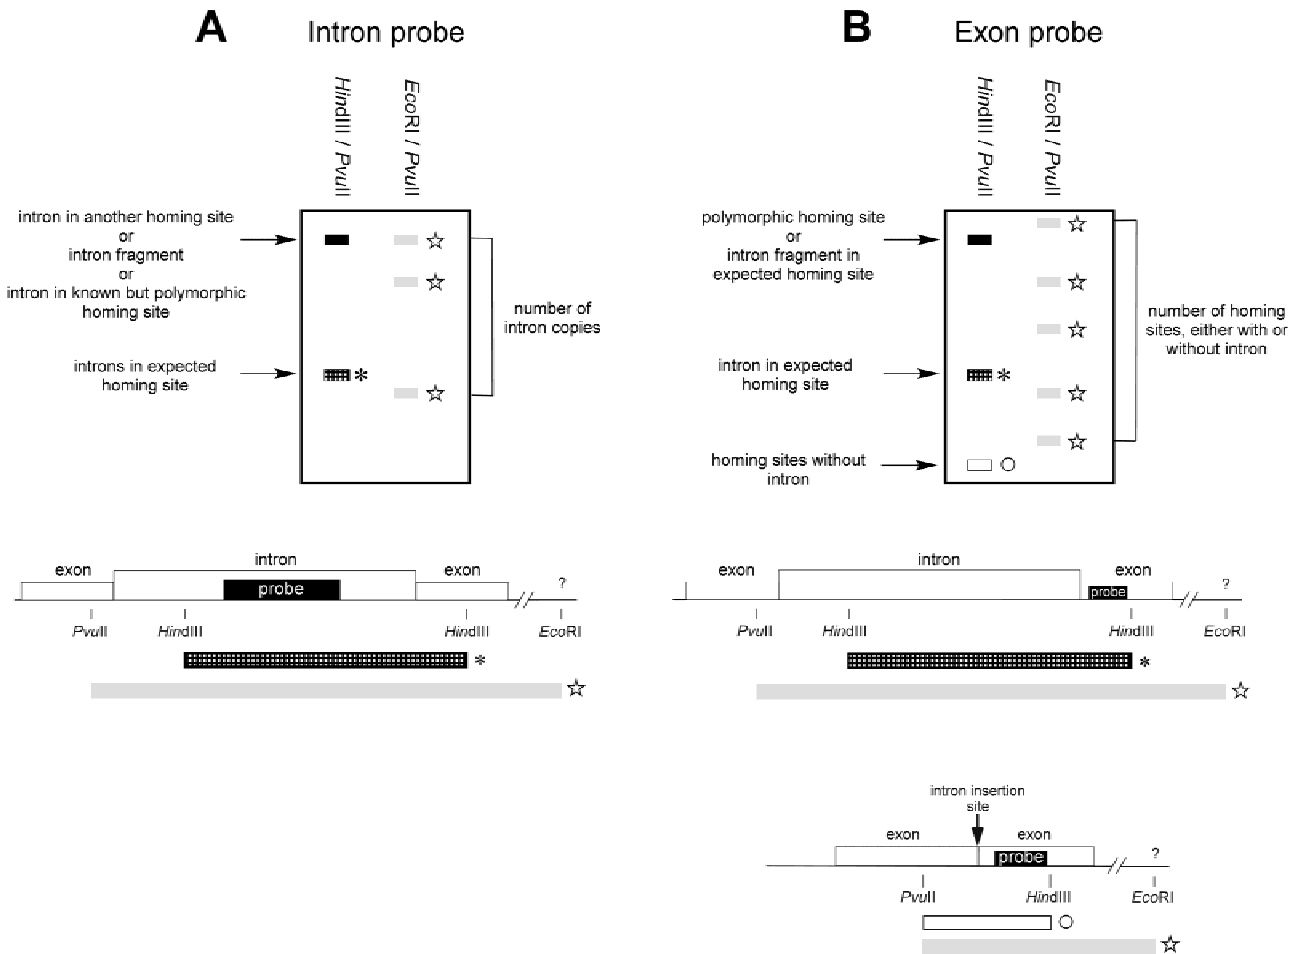 A Intron probe
HindIII / PvuII
EcoRI / PvuII
intron in another homing site
or
intron fragment
or
intron in known but polymorphic
homing site
introns in expected
homing site
*
number of
intron copies
exon
intron
exon
probe
?
PvuII
HindIII
HindIII
EcoRI
*
B Exon probe
HindIII / PvuII
EcoRI / PvuII
polymorphic homing site
or
intron fragment in
expected homing site
intron in expected
homing site
*
homing sites without
intron
number of homing
sites, either with or
without intron
exon
intron
exon
probe
?
PvuII
HindIII
HindIII
EcoRI
*
intron insertion
site
exon
exon
probe
?
PvuII
HindIII
EcoRI